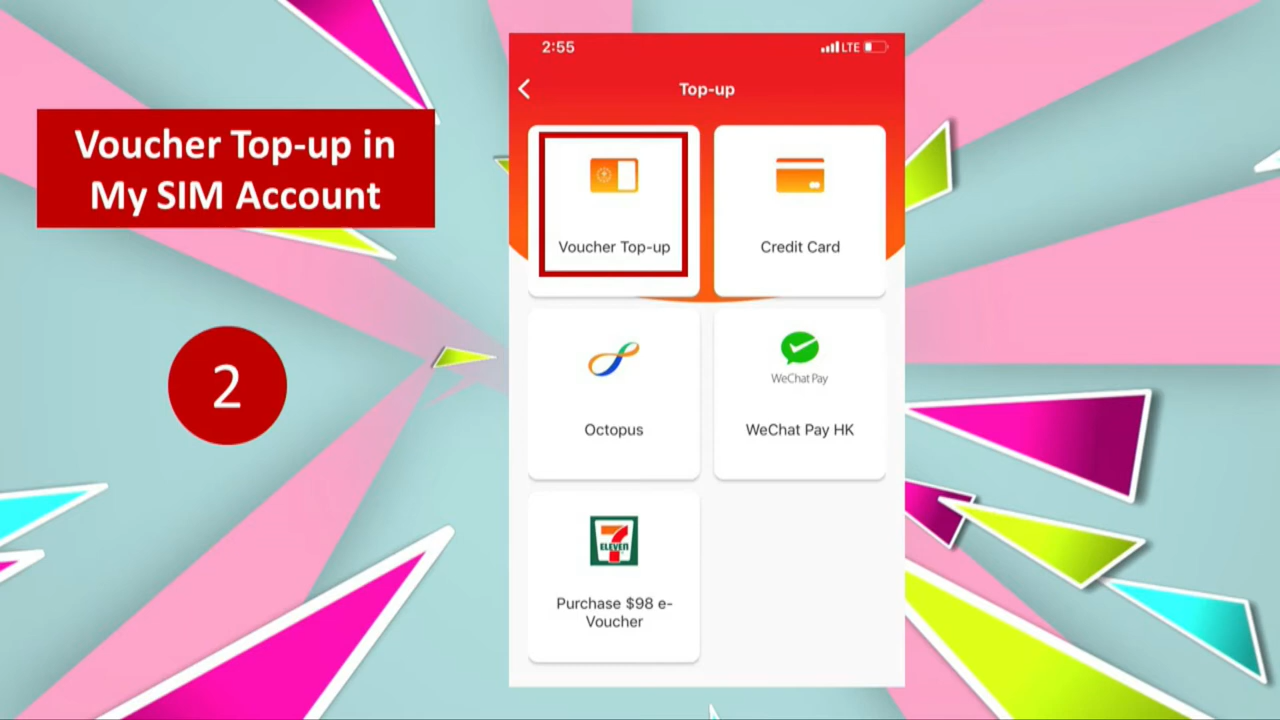 Voucher Top-up in
My SIM Account
2
2:55
LTE
Top-up
Voucher Top-up
Credit Card
Octopus
WeChat Pay
WeChat Pay HK
7
ELEVEN
Purchase $98 e-
Voucher